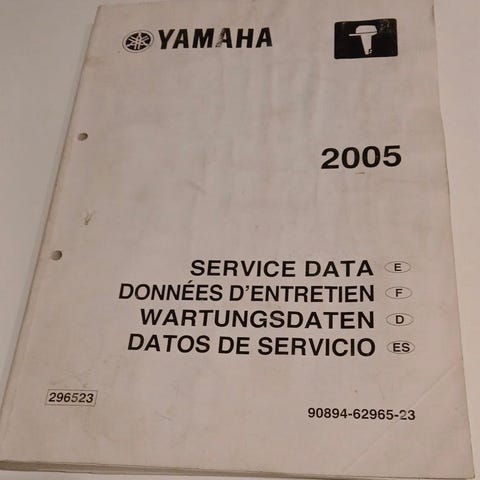 YAMAHA
2005
SERVICE DATA E
DONNÉES D'ENTRETIEN F
WARTUNGSDATEN D
DATOS DE SERVICIO ES
296523
90894-62965-23